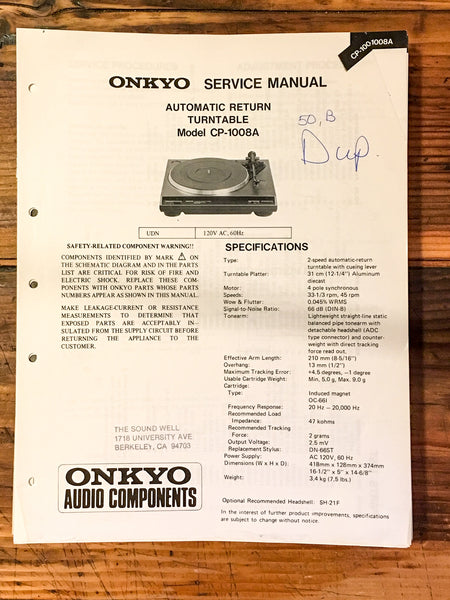 CP-1001008A
ONKYO SERVICE MANUAL
AUTOMATIC RETURN
TURNTABLE
Model CP-1008A
50, B
Dup.
UDN 120V AC, 60Hz
SAFETY-RELATED COMPONENT WARNING!!
COMPONENTS IDENTIFIED BY MARK ⚠ ON
THE SCHEMATIC DIAGRAM AND IN THE PARTS
LIST ARE CRITICAL FOR RISK OF FIRE AND
ELECTRIC SHOCK. REPLACE THESE COM-
PONENTS WITH ONKYO PARTS WHOSE PARTS
NUMBERS APPEAR AS SHOWN IN THIS MANUAL.
MAKE LEAKAGE-CURRENT OR RESISTANCE
MEASUREMENTS TO DETERMINE THAT
EXPOSED PARTS ARE ACCEPTABLY IN-
SULATED FROM THE SUPPLY CIRCUIT BEFORE
RETURNING THE APPLIANCE TO THE
CUSTOMER.
THE SOUND WELL
1718 UNIVERSITY AVE
BERKELEY, CA 94703
ONKYO
AUDIO COMPONENTS
SPECIFICATIONS
Type: 2-speed automatic-return
turntable with cueing lever
Turntable Platter: 31 cm (12-1/4") Aluminum
diecast
Motor: 4 pole synchronous
Speeds: 33-1/3 rpm, 45 rpm
Wow & Flutter: 0.045% WRMS
Signal-to-Noise Ratio: 66 dB (DIN-B)
Tonearm: Lightweight straight-line static
balanced pipe tonearm with
detachable headshell (ADC
type connector) and counter-
weight with direct tracking
force read out.
Effective Arm Length: 210 mm (8-5/16")
Overhang: 13 mm (1/2")
Maximum Tracking Error: +4.5 degrees, −1 degree
Usable Cartridge Weight: Min. 5.0 g, Max. 9.0 g
Cartridge:
Type: Induced magnet
OC-66I
Frequency Response: 20 Hz – 20,000 Hz
Recommended Load
Impedance: 47 kohms
Recommended Tracking
Force: 2 grams
Output Voltage: 2.5 mV
Replacement Stylus: DN-66ST
Power Supply: AC 120V, 60 Hz
Dimensions (W x H x D): 418mm x 128mm x 374mm
16-1/2" x 5" x 14-6/8"
Weight: 3.4 kg (7.5 lbs.)
Optional Recommended Headshell: SH-21F
In the interest of further product improvements, specifications
are subject to change without notice.